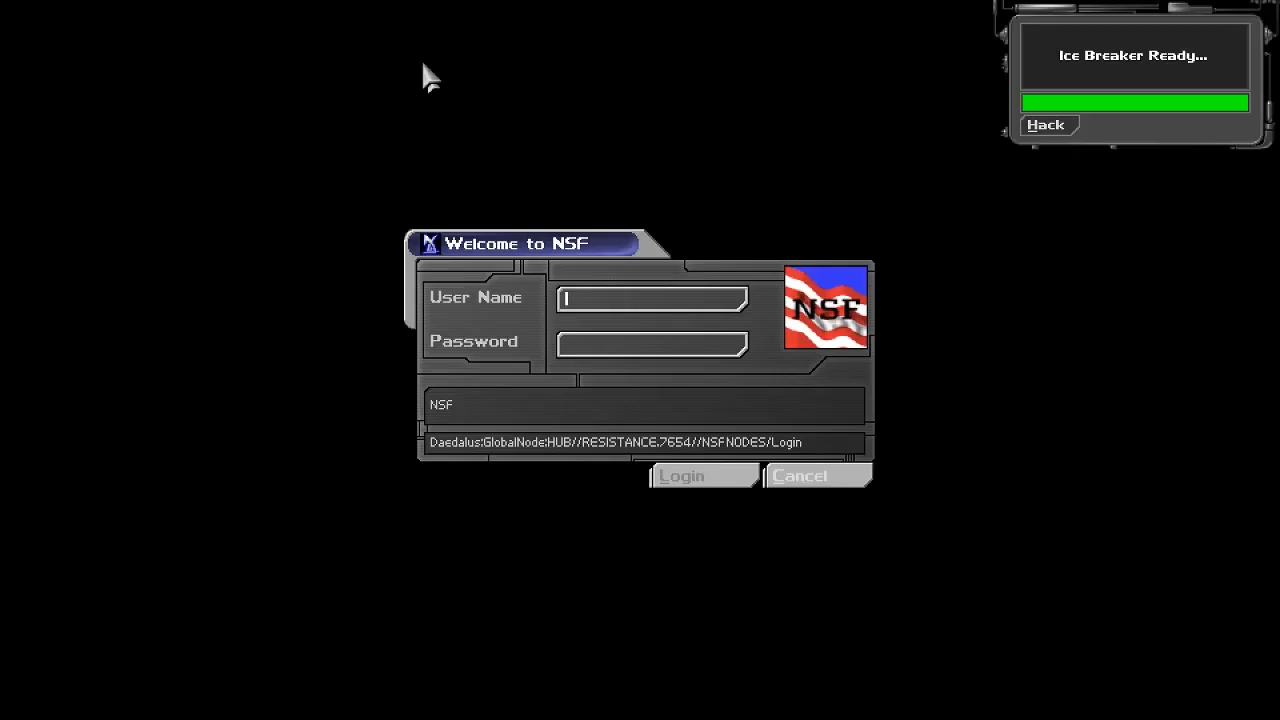 Ice Breaker Ready...
Hack
Welcome to NSF
User Name
NSF
Password
NSF
Daedalus:GlobalNode:HUB//RESISTANCE.7654//NSFNODES/Login
Login
Cancel